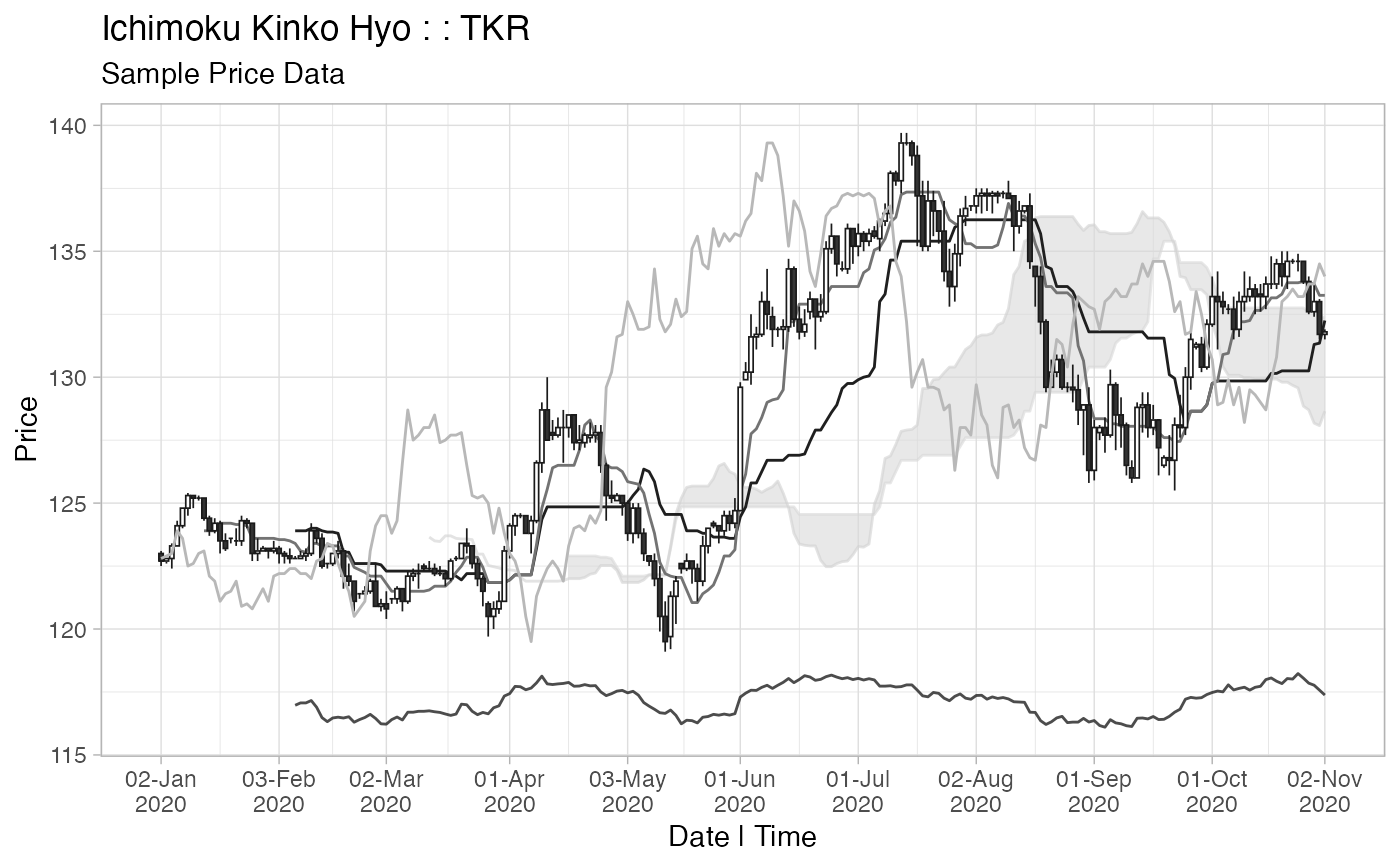 Ichimoku Kinko Hyo : : TKR
Sample Price Data
140
135
130
125
120
115
Price
02-Jan 03-Feb 02-Mar 01-Apr 03-May 01-Jun 01-Jul 02-Aug 01-Sep 01-Oct 02-Nov
2020 2020 2020 2020 2020 2020 2020 2020 2020 2020 2020
Date | Time